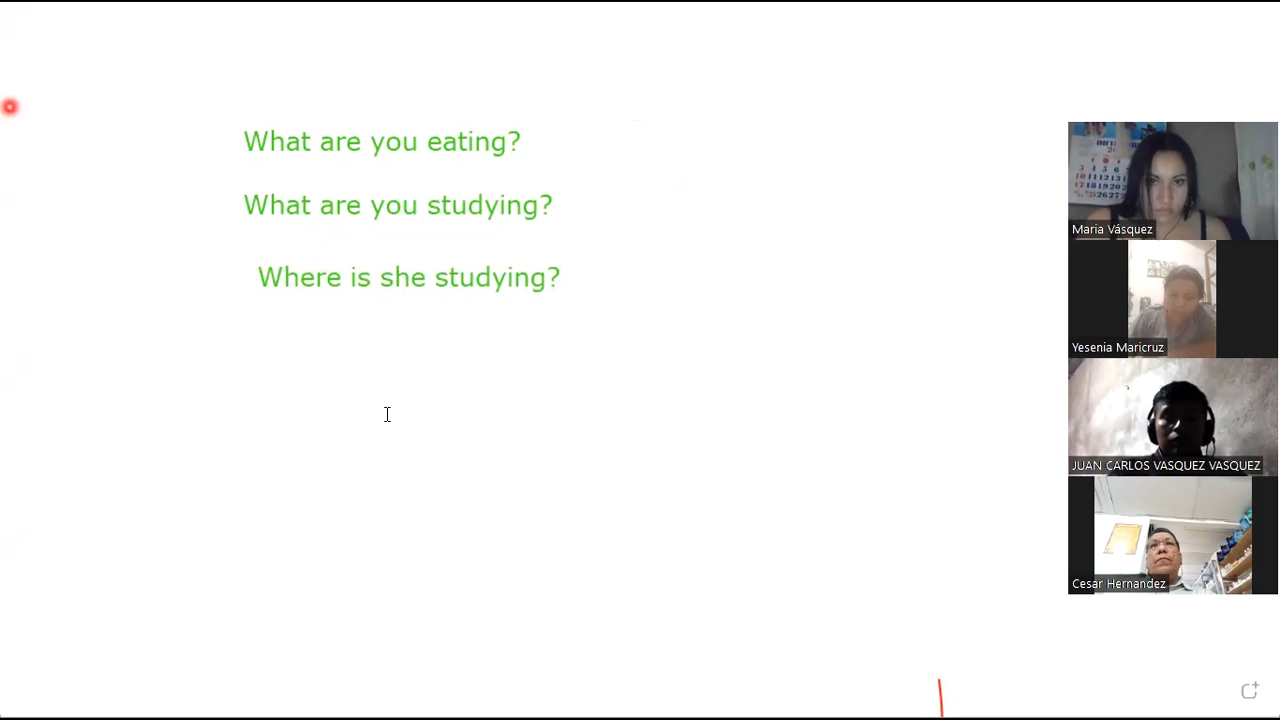 What are you eating?
What are you studying?
Where is she studying?
Maria Vásquez
Yesenia Maricruz
JUAN CARLOS VASQUEZ VASQUEZ
Cesar Hernandez